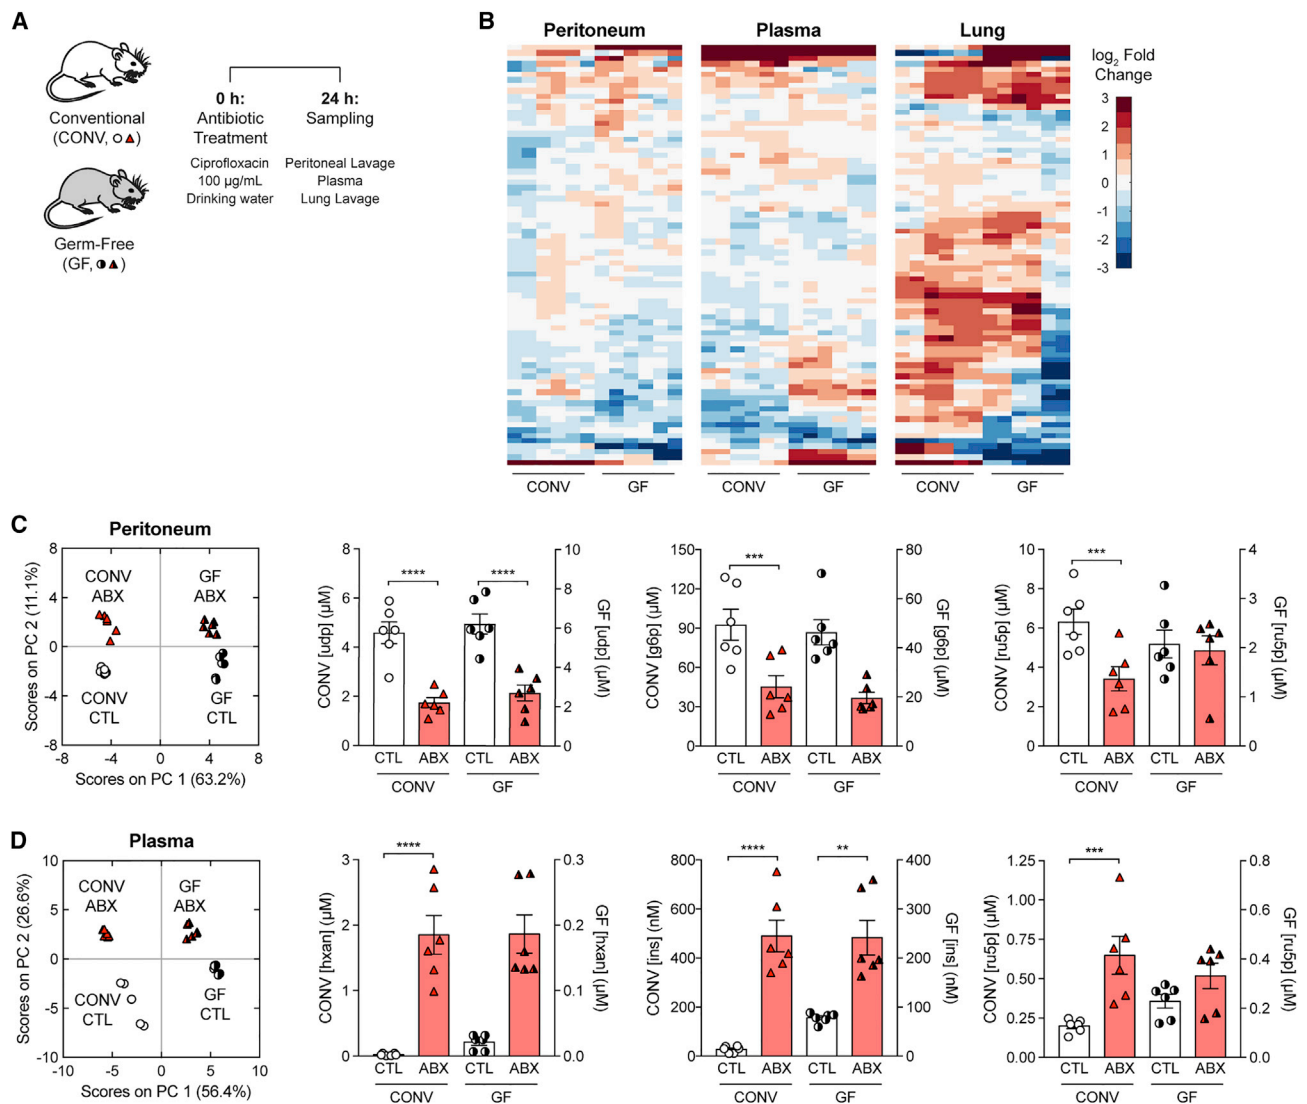 A
Conventional
(CONV, ○▲)
Germ-Free
(GF, ◑▲)
0 h:
Antibiotic
Treatment
Ciprofloxacin
100 µg/mL
Drinking water
24 h:
Sampling
Peritoneal Lavage
Plasma
Lung Lavage
B
Peritoneum
Plasma
Lung
CONV
GF
CONV
GF
CONV
GF
log2 Fold
Change
3
2
1
0
-1
-2
-3
C
Peritoneum
Scores on PC 2 (11.1%)
8
4
0
-4
-8
CONV
ABX
GF
ABX
CONV
CTL
GF
CTL
-8
-4
0
4
8
Scores on PC 1 (63.2%)
CONV [udp] (µM)
8
6
4
2
0
****
****
10
8
6
4
2
0
GF [udp] (µM)
CTL ABX CTL ABX
CONV GF
CONV [g6p] (µM)
150
120
90
60
30
0
***
80
60
40
20
0
GF [g6p] (µM)
CTL ABX CTL ABX
CONV GF
CONV [ru5p] (µM)
10
8
6
4
2
0
***
4
3
2
1
0
GF [ru5p] (µM)
CTL ABX CTL ABX
CONV GF
D
Plasma
Scores on PC 2 (26.6%)
10
5
0
-5
-10
CONV
ABX
GF
ABX
CONV
CTL
GF
CTL
-10
-5
0
5
10
Scores on PC 1 (56.4%)
CONV [hxan] (µM)
3
2
1
0
****
0.3
0.2
0.1
0.0
GF [hxan] (µM)
CTL ABX CTL ABX
CONV GF
CONV [ins] (nM)
800
600
400
200
0
****
**
400
300
200
100
0
GF [ins] (nM)
CTL ABX CTL ABX
CONV GF
CONV [ru5p] (µM)
1.25
1.00
0.75
0.50
0.25
0.00
***
0.8
0.6
0.4
0.2
0.0
GF [ru5p] (µM)
CTL ABX CTL ABX
CONV GF